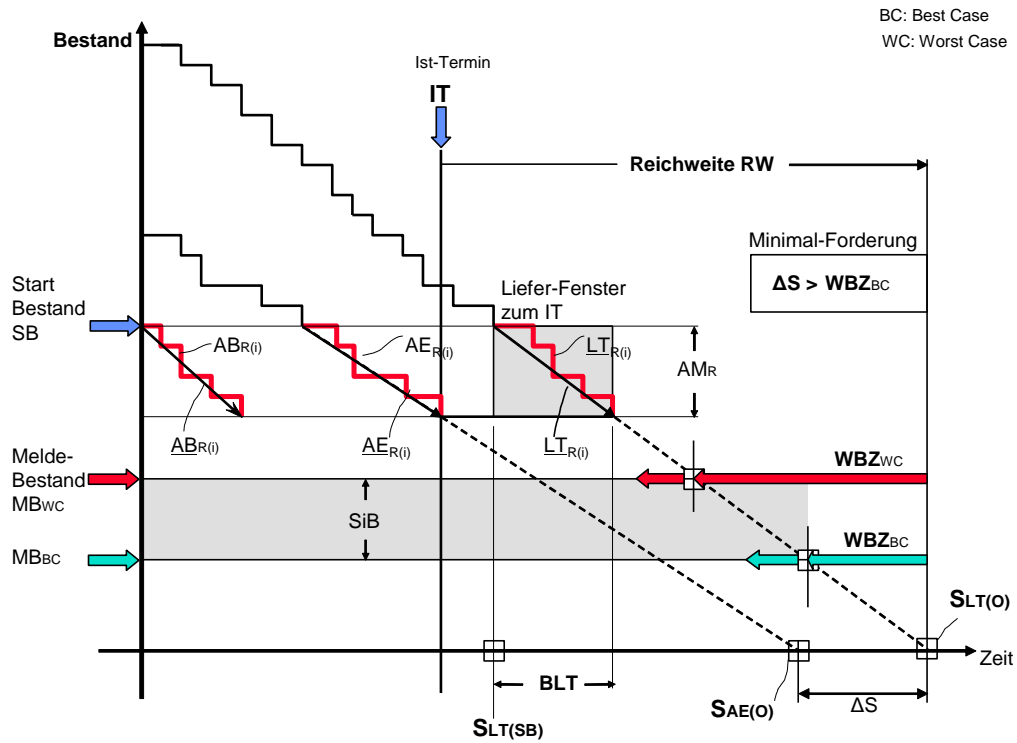 BC: Best Case
WC: Worst Case
Bestand
Ist-Termin
IT
Reichweite RW
Minimal-Forderung
ΔS > WBZBC
Start
Bestand
SB
Liefer-Fenster
zum IT
ABR(i)
AER(i)
LTR(i)
AMR
ABR(i)
AER(i)
LTR(i)
Melde-
Bestand
MBWC
WBZWC
SiB
MBBC
WBZBC
SLT(O)
Zeit
BLT
SAE(O)
ΔS
SLT(SB)